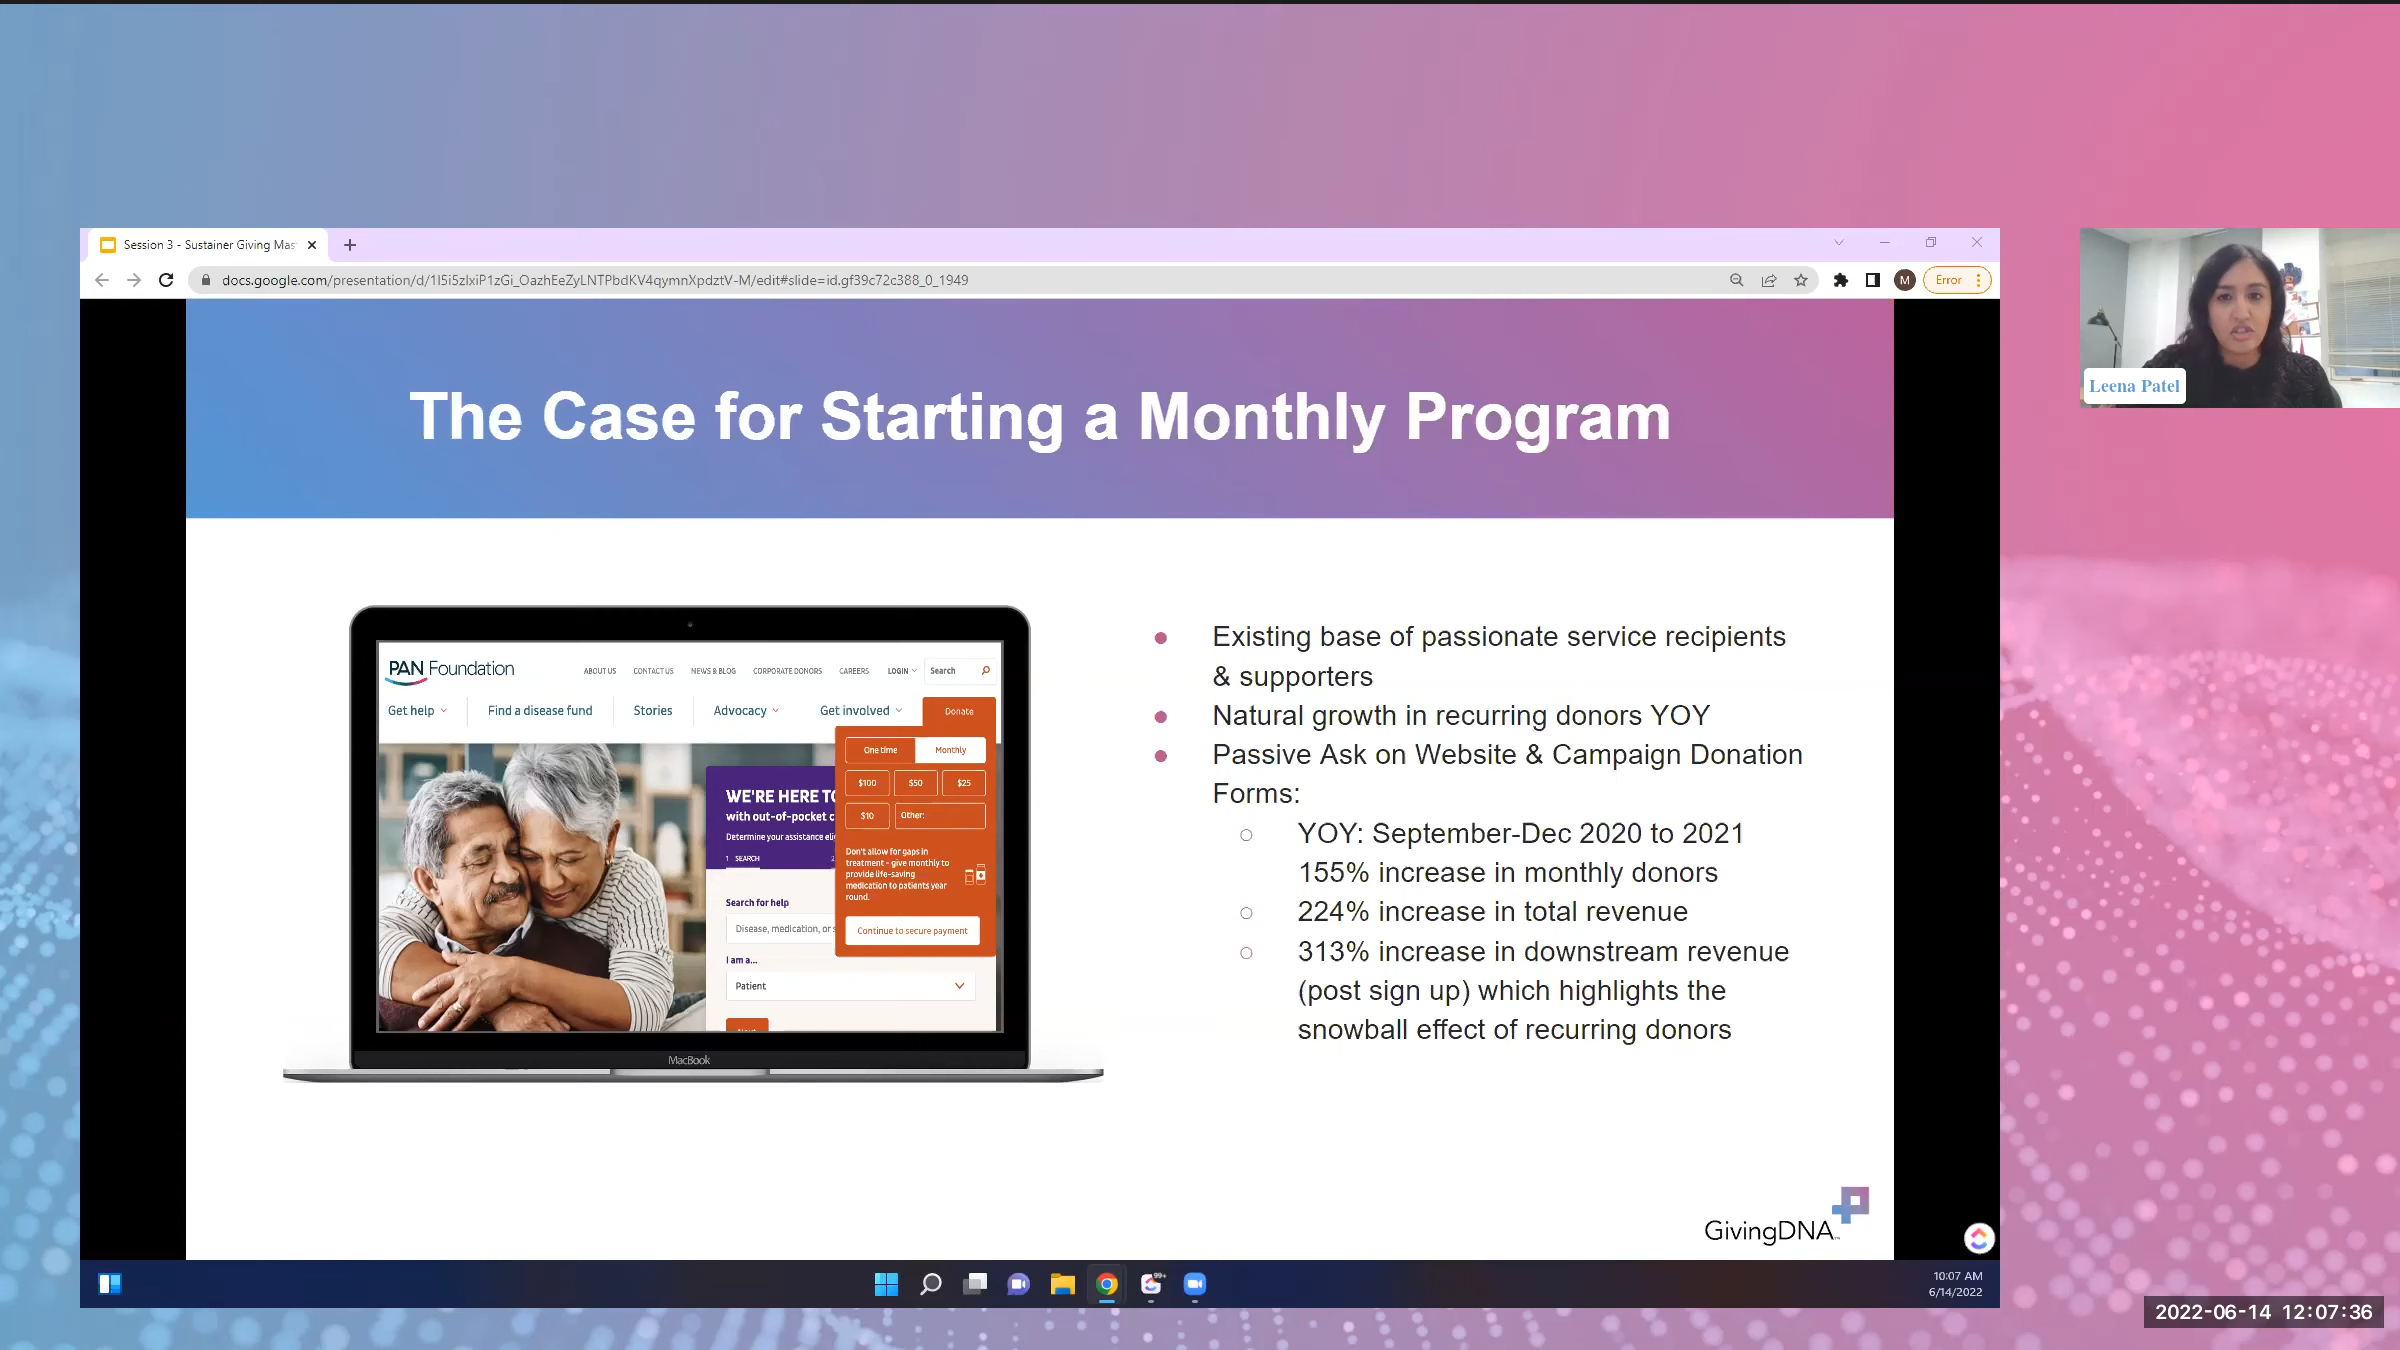 Session 3 - Sustainer Giving Mas
docs.google.com/presentation/d/1I5i5zlxiP1zGi_OazhEeZyLNTPbdKV4qymnXpdztV-M/edit#slide=id.gf39c72c388_0_1949
M
Error
The Case for Starting a Monthly Program
Leena Patel
PAN Foundation
ABOUT US
CONTACT US
NEWS & BLOG
CORPORATE DONORS
CAREERS
LOGIN
Search
Get help
Find a disease fund
Stories
Advocacy
Get involved
Donate
One time
Monthly
$100
$50
$25
$10
Other:
Don't allow for gaps in
treatment - give monthly to
provide life-saving
medication to patients year
round.
Continue to secure payment
WE'RE HERE TO
with out-of-pocket c
Determine your assistance eli
1 SEARCH
2
Search for help
Disease, medication, or s
I am a...
Patient
MacBook
Existing base of passionate service recipients
& supporters
Natural growth in recurring donors YOY
Passive Ask on Website & Campaign Donation
Forms:
YOY: September-Dec 2020 to 2021
155% increase in monthly donors
224% increase in total revenue
313% increase in downstream revenue
(post sign up) which highlights the
snowball effect of recurring donors
GivingDNA
99+
10:07 AM
6/14/2022
2022-06-14 12:07:36